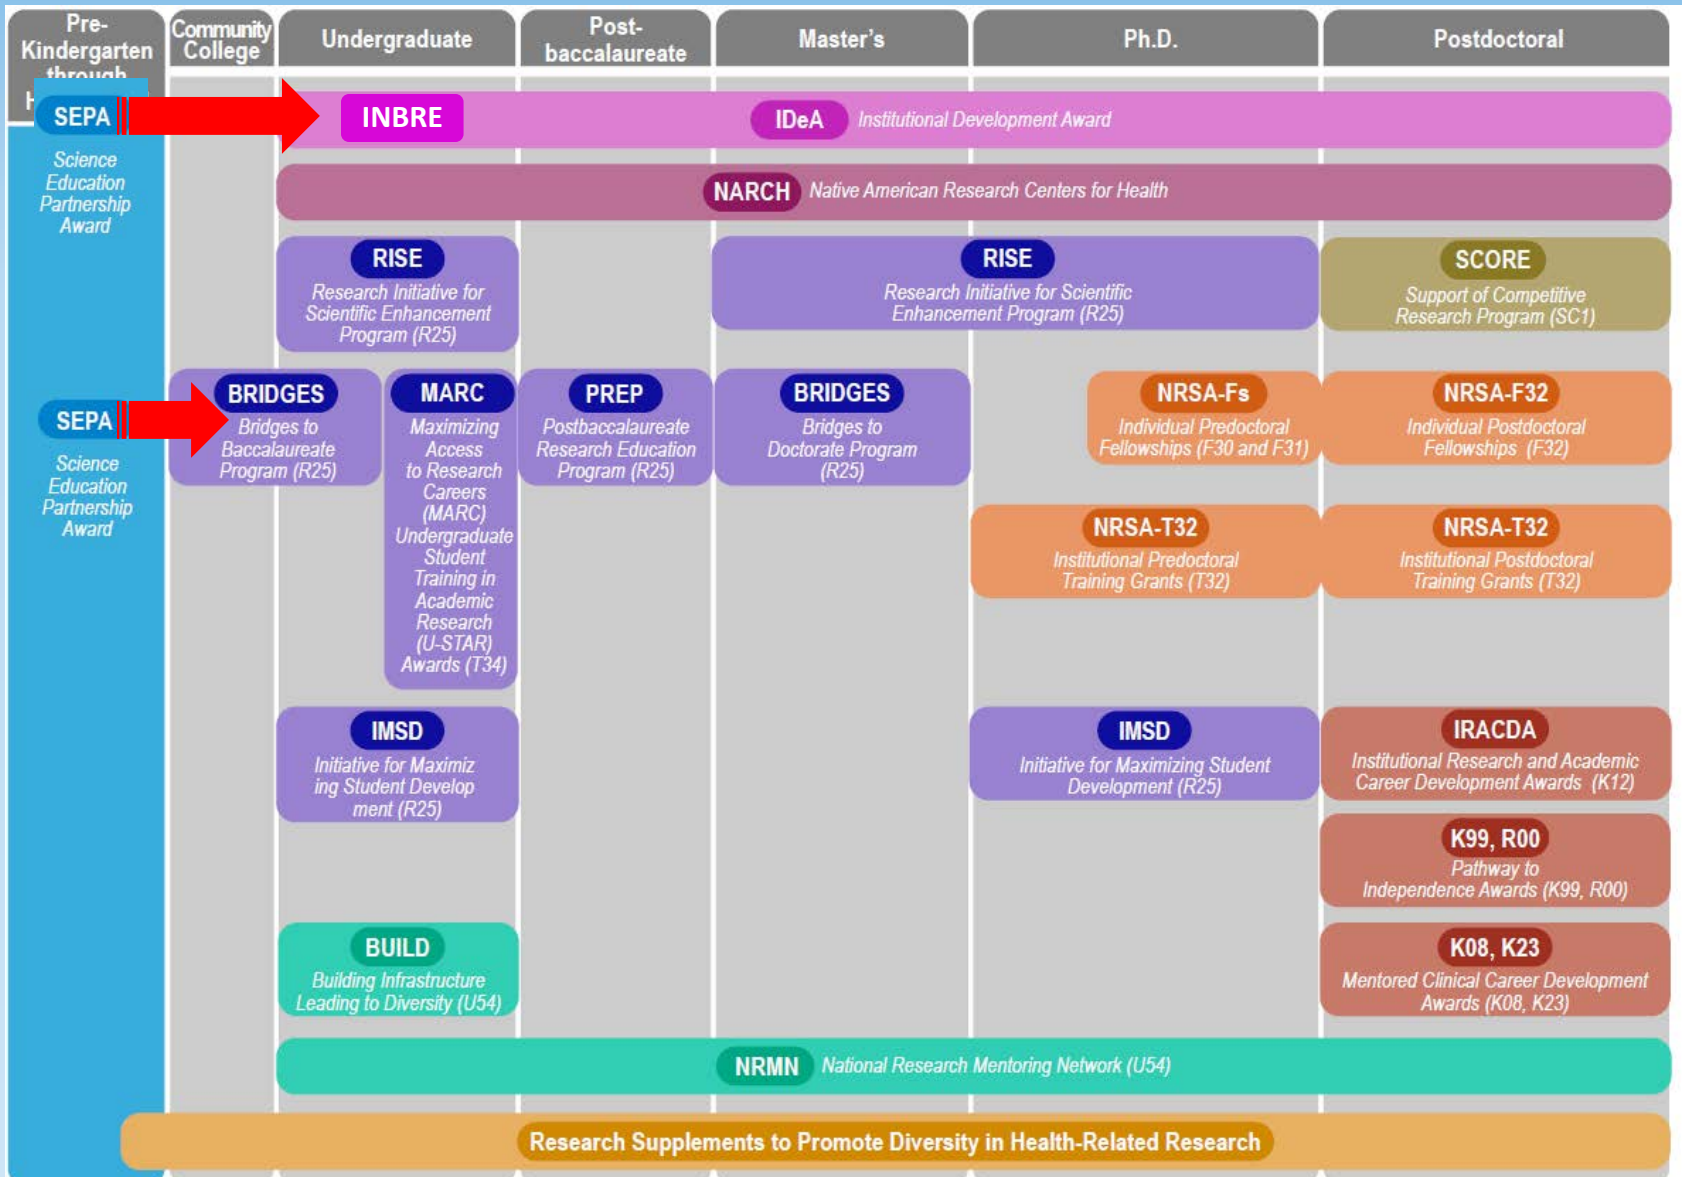 Pre-
Kindergarten
through
H
Community
College
Undergraduate
Post-
baccalaureate
Master's
Ph.D.
Postdoctoral
SEPA
Science
Education
Partnership
Award
INBRE
IDeA Institutional Development Award
NARCH Native American Research Centers for Health
RISE
Research Initiative for
Scientific Enhancement
Program (R25)
RISE
Research Initiative for Scientific
Enhancement Program (R25)
SCORE
Support of Competitive
Research Program (SC1)
SEPA
Science
Education
Partnership
Award
BRIDGES
Bridges to
Baccalaureate
Program (R25)
MARC
Maximizing
Access
to Research
Careers
(MARC)
Undergraduate
Student
Training in
Academic
Research
(U-STAR)
Awards (T34)
PREP
Postbaccalaureate
Research Education
Program (R25)
BRIDGES
Bridges to
Doctorate Program
(R25)
NRSA-Fs
Individual Predoctoral
Fellowships (F30 and F31)
NRSA-F32
Individual Postdoctoral
Fellowships (F32)
NRSA-T32
Institutional Predoctoral
Training Grants (T32)
NRSA-T32
Institutional Postdoctoral
Training Grants (T32)
IMSD
Initiative for Maximiz
ing Student Develop
ment (R25)
IMSD
Initiative for Maximizing Student
Development (R25)
IRACDA
Institutional Research and Academic
Career Development Awards (K12)
K99, R00
Pathway to
Independence Awards (K99, R00)
BUILD
Building Infrastructure
Leading to Diversity (U54)
K08, K23
Mentored Clinical Career Development
Awards (K08, K23)
NRMN National Research Mentoring Network (U54)
Research Supplements to Promote Diversity in Health-Related Research